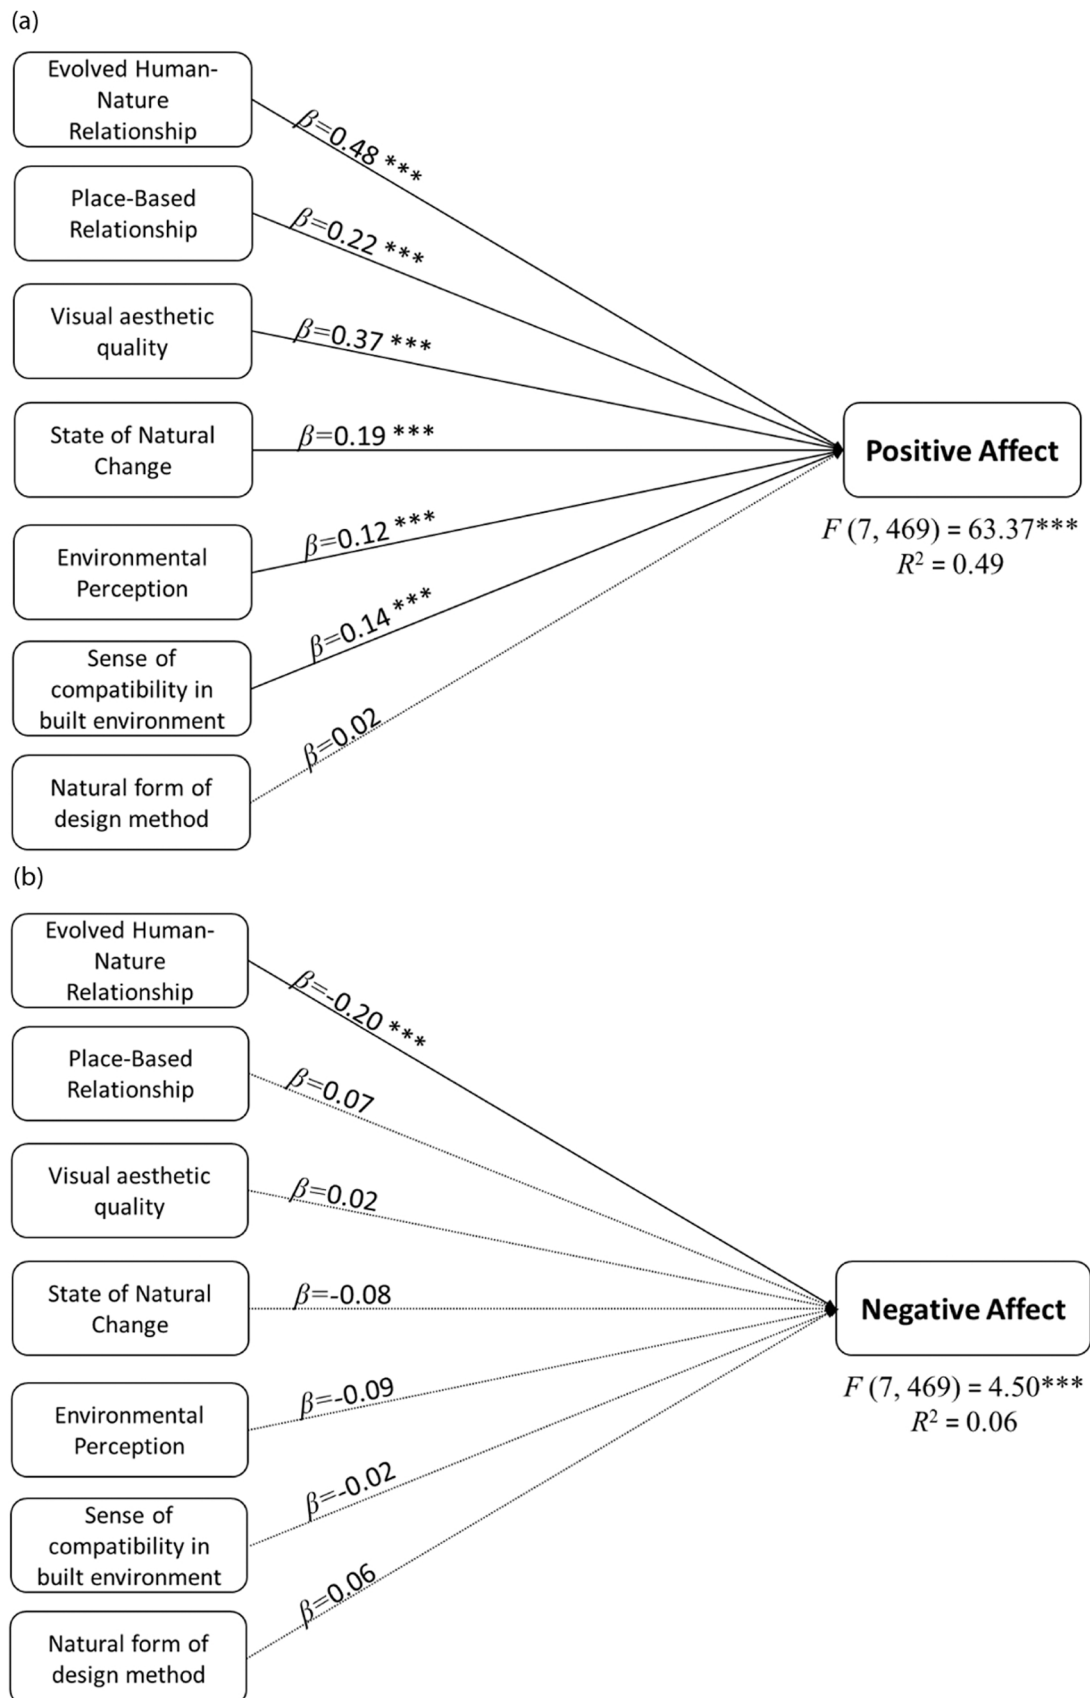 (a)
Evolved Human-
Nature
Relationship
β=0.48 ***
Place-Based
Relationship
β=0.22 ***
Visual aesthetic
quality
β=0.37 ***
State of Natural
Change
β=0.19 ***
Positive Affect
F (7, 469) = 63.37***
R² = 0.49
Environmental
Perception
β=0.12 ***
Sense of
compatibility in
built environment
β=0.14 ***
Natural form of
design method
β=0.02
(b)
Evolved Human-
Nature
Relationship
β=-0.20 ***
Place-Based
Relationship
β=0.07
Visual aesthetic
quality
β=0.02
State of Natural
Change
β=-0.08
Negative Affect
F (7, 469) = 4.50***
R² = 0.06
Environmental
Perception
β=-0.09
Sense of
compatibility in
built environment
β=-0.02
Natural form of
design method
β=0.06